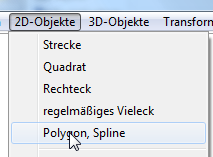 2D-Objekte 3D-Objekte Transform
Strecke
Quadrat
Rechteck
regelmäßiges Vieleck
Polygon, Spline